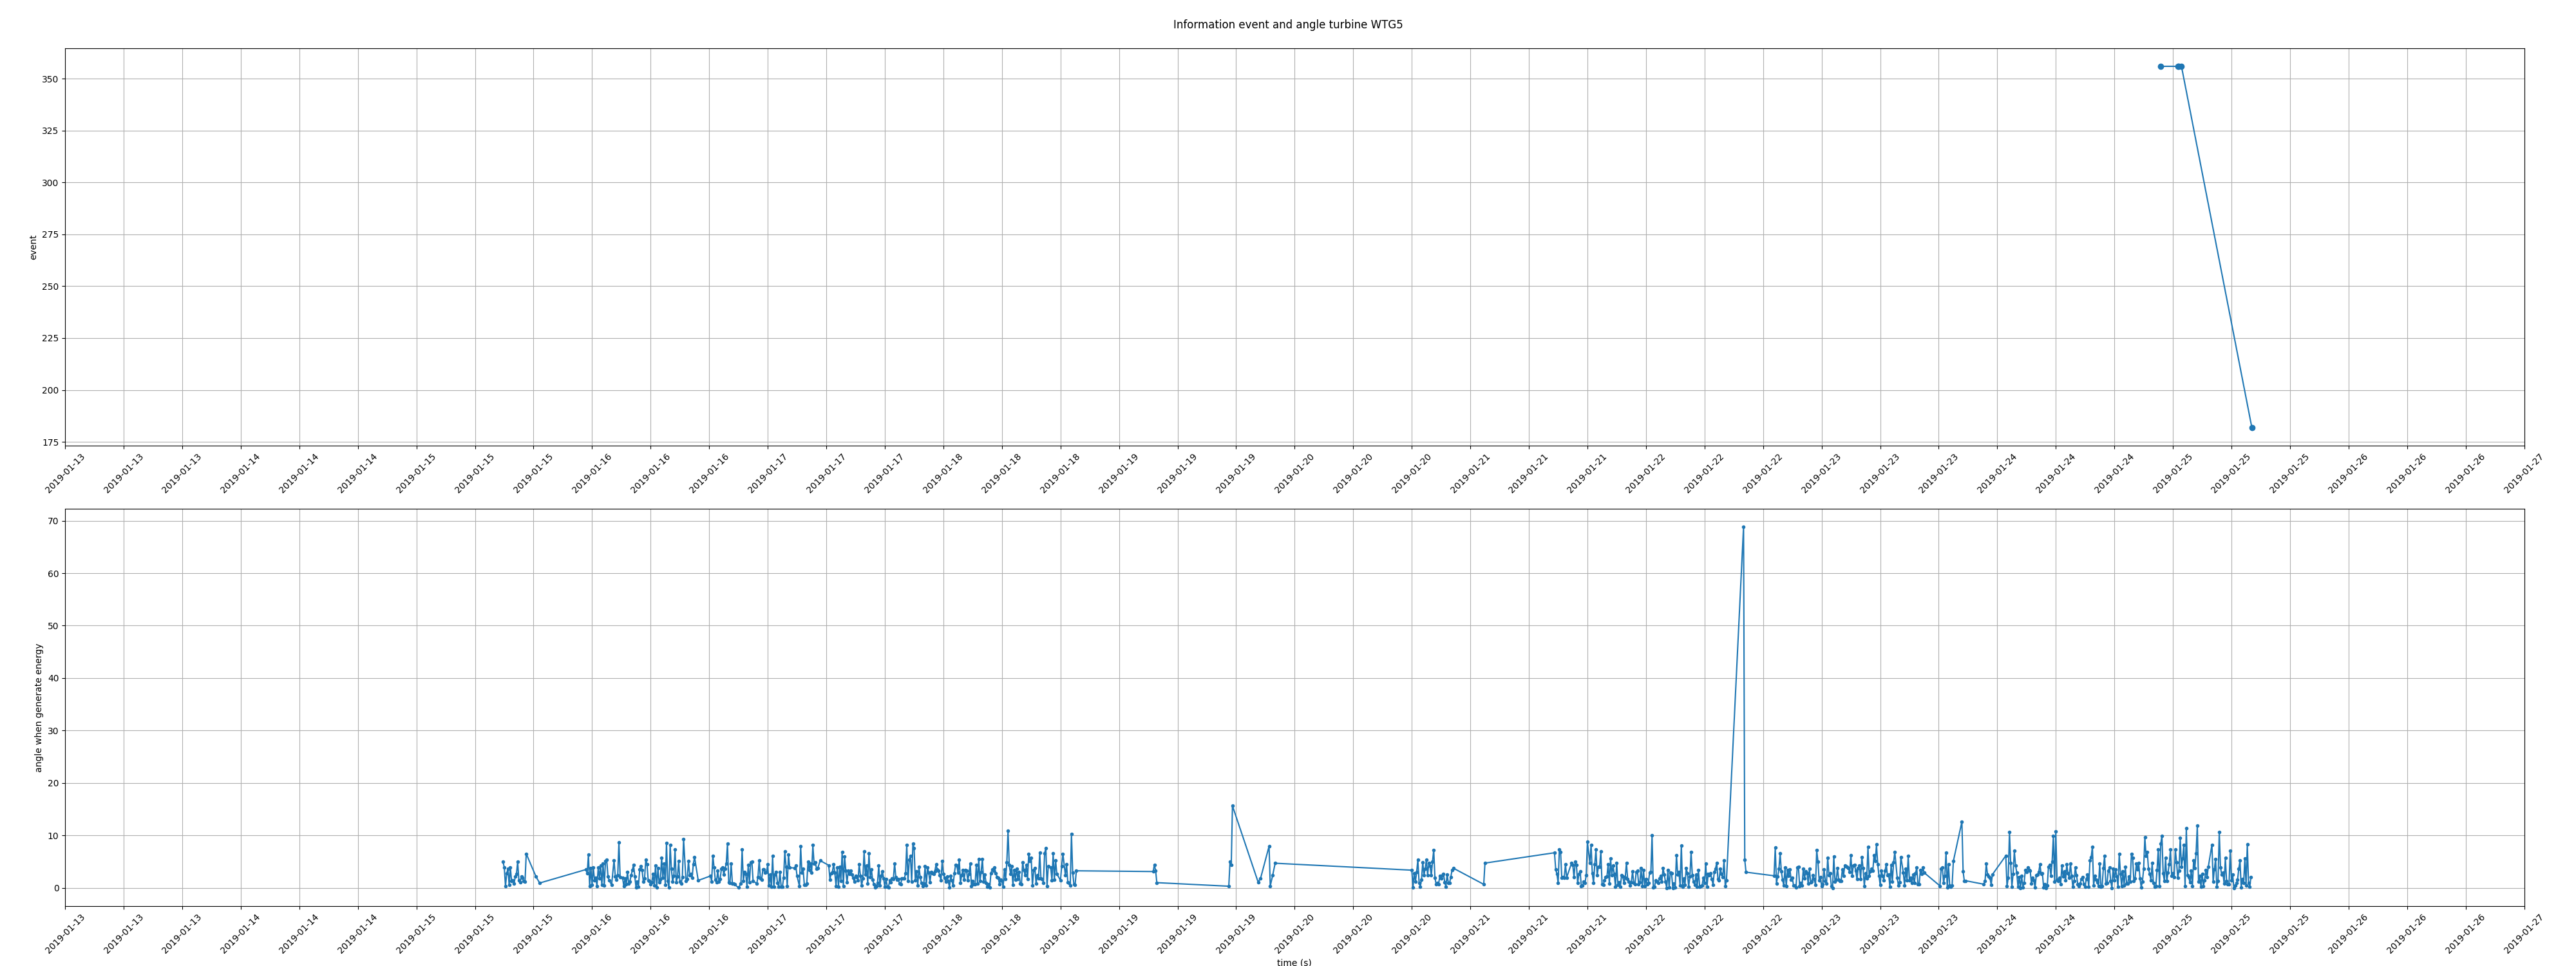 Information event and angle turbine WTG5
350
325
300
275
250
225
200
175
event
2019-01-13 2019-01-13 2019-01-13 2019-01-14 2019-01-14 2019-01-14 2019-01-15 2019-01-15 2019-01-15 2019-01-16 2019-01-16 2019-01-16 2019-01-17 2019-01-17 2019-01-17 2019-01-18 2019-01-18 2019-01-18 2019-01-19 2019-01-19 2019-01-19 2019-01-20 2019-01-20 2019-01-20 2019-01-21 2019-01-21 2019-01-21 2019-01-22 2019-01-22 2019-01-22 2019-01-23 2019-01-23 2019-01-23 2019-01-24 2019-01-24 2019-01-24 2019-01-25 2019-01-25 2019-01-25 2019-01-26 2019-01-26 2019-01-26 2019-01-27
70
60
50
40
30
20
10
0
angle when generate energy
2019-01-13 2019-01-13 2019-01-13 2019-01-14 2019-01-14 2019-01-14 2019-01-15 2019-01-15 2019-01-15 2019-01-16 2019-01-16 2019-01-16 2019-01-17 2019-01-17 2019-01-17 2019-01-18 2019-01-18 2019-01-18 2019-01-19 2019-01-19 2019-01-19 2019-01-20 2019-01-20 2019-01-20 2019-01-21 2019-01-21 2019-01-21 2019-01-22 2019-01-22 2019-01-22 2019-01-23 2019-01-23 2019-01-23 2019-01-24 2019-01-24 2019-01-24 2019-01-25 2019-01-25 2019-01-25 2019-01-26 2019-01-26 2019-01-26 2019-01-27
time (s)